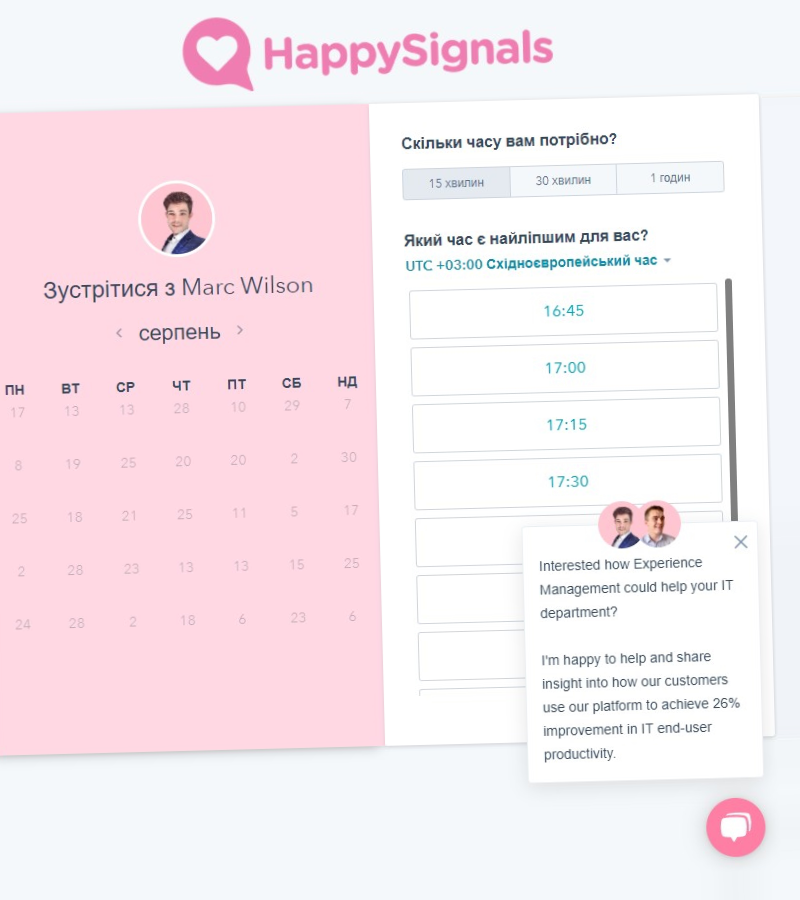 HappySignals
Скільки часу вам потрібно?
15 хвилин 30 хвилин 1 годин
Який час є найліпшим для вас?
UTC +03:00 Східноєвропейський час
16:45
17:00
17:15
17:30
Зустрітися з Marc Wilson
серпень
ПН ВТ СР ЧТ ПТ СБ НД
17 13 13 28 10 29 7
8 19 25 20 20 2 30
25 18 21 25 11 5 17
2 28 23 13 13 15 25
24 28 2 18 6 23 6
Interested how Experience
Management could help your IT
department?
I'm happy to help and share
insight into how our customers
use our platform to achieve 26%
improvement in IT end-user
productivity.